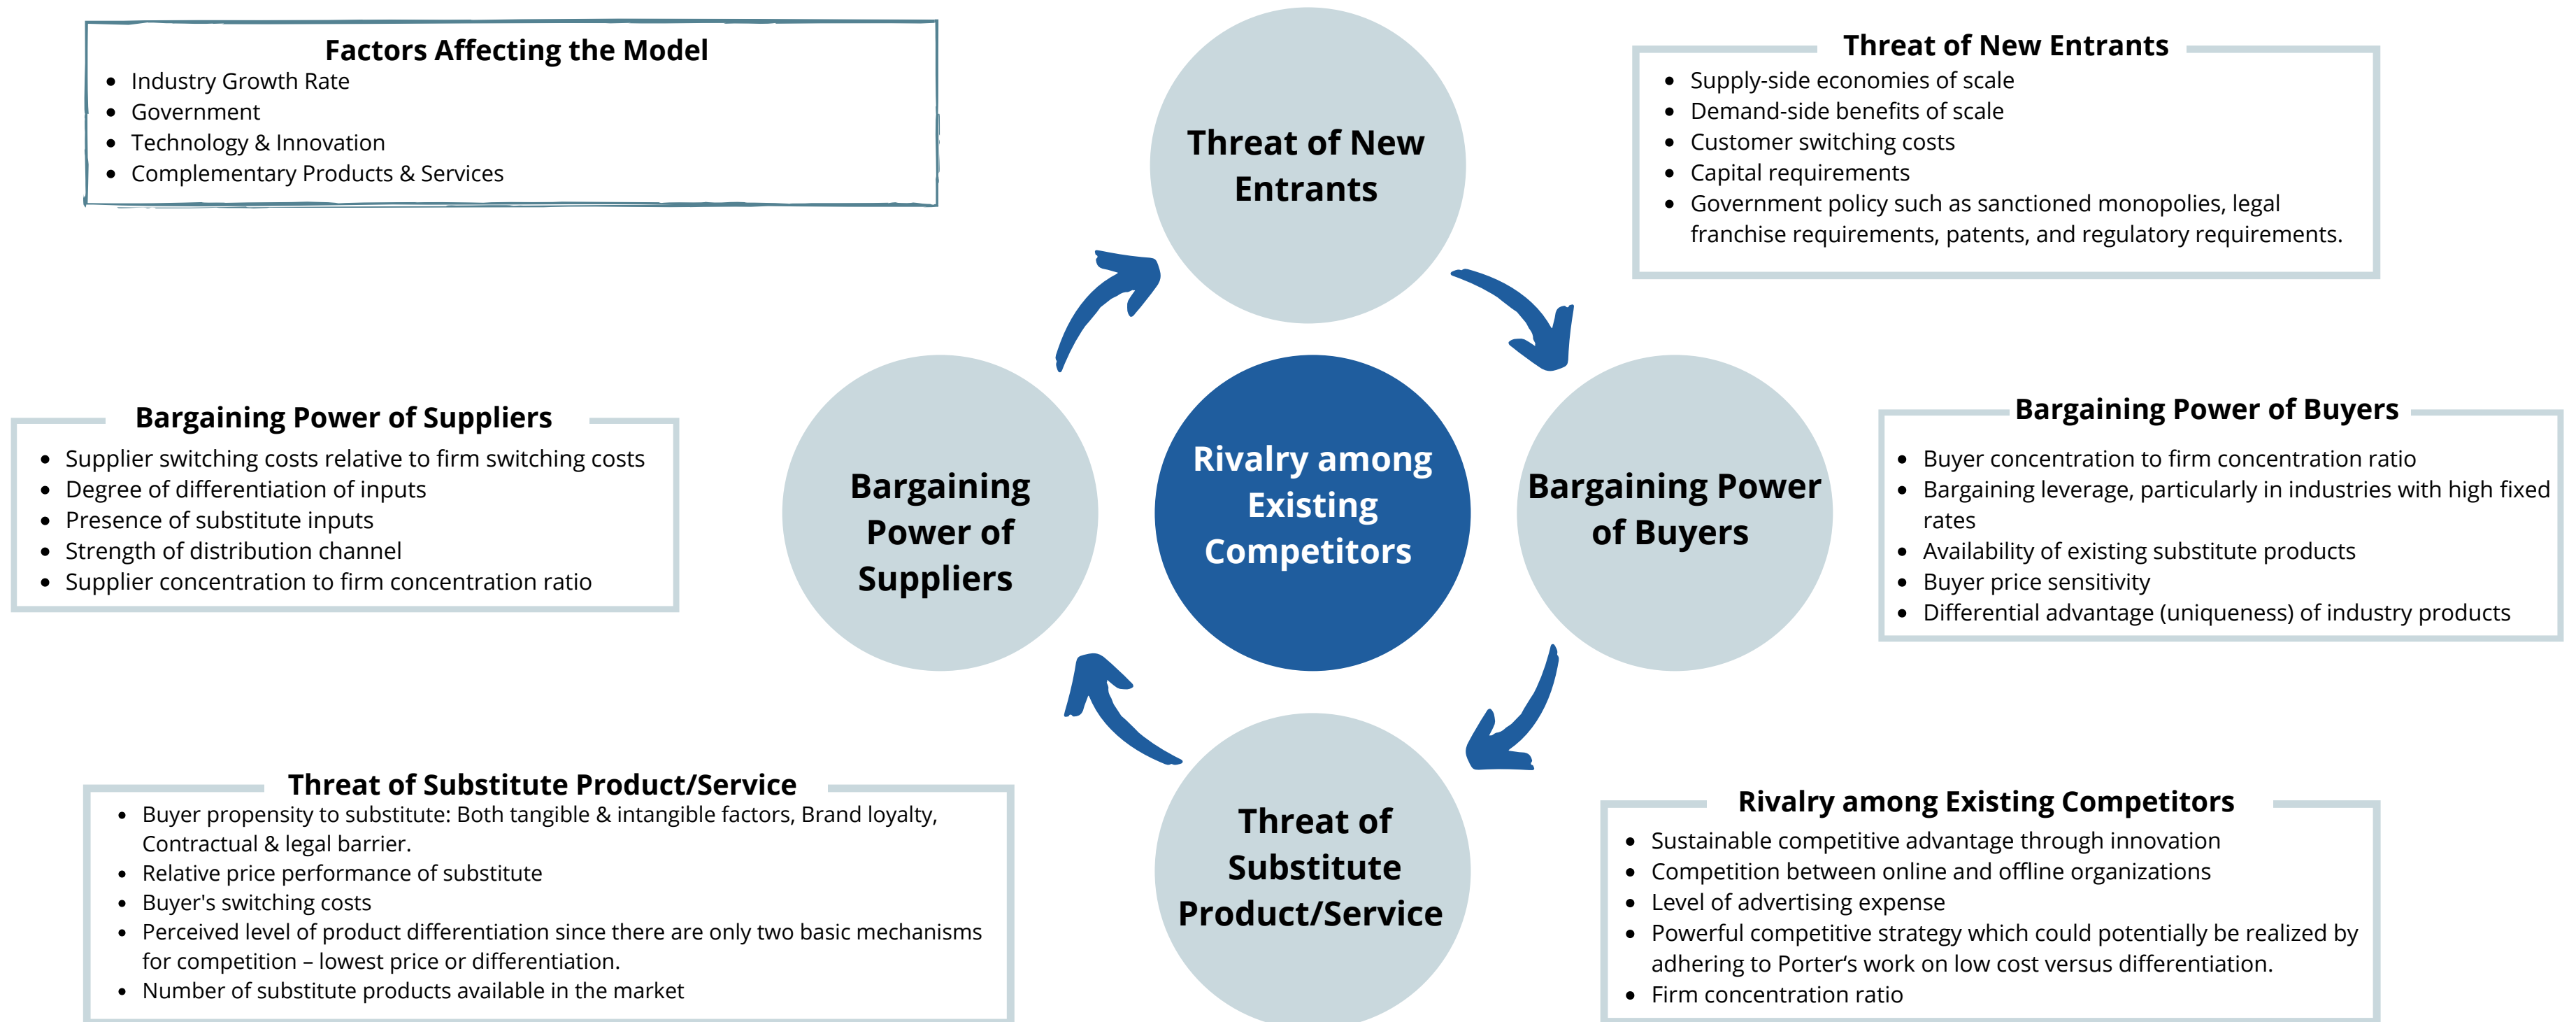 Factors Affecting the Model
• Industry Growth Rate
• Government
• Technology & Innovation
• Complementary Products & Services
Threat of New
Entrants
Threat of New Entrants
• Supply-side economies of scale
• Demand-side benefits of scale
• Customer switching costs
• Capital requirements
• Government policy such as sanctioned monopolies, legal
franchise requirements, patents, and regulatory requirements.
Bargaining Power of Suppliers
• Supplier switching costs relative to firm switching costs
• Degree of differentiation of inputs
• Presence of substitute inputs
• Strength of distribution channel
• Supplier concentration to firm concentration ratio
Bargaining
Power of
Suppliers
Rivalry among
Existing
Competitors
Bargaining Power
of Buyers
Bargaining Power of Buyers
• Buyer concentration to firm concentration ratio
• Bargaining leverage, particularly in industries with high fixed
rates
• Availability of existing substitute products
• Buyer price sensitivity
• Differential advantage (uniqueness) of industry products
Threat of Substitute Product/Service
• Buyer propensity to substitute: Both tangible & intangible factors, Brand loyalty,
Contractual & legal barrier.
• Relative price performance of substitute
• Buyer's switching costs
• Perceived level of product differentiation since there are only two basic mechanisms
for competition – lowest price or differentiation.
• Number of substitute products available in the market
Threat of
Substitute
Product/Service
Rivalry among Existing Competitors
• Sustainable competitive advantage through innovation
• Competition between online and offline organizations
• Level of advertising expense
• Powerful competitive strategy which could potentially be realized by
adhering to Porter‘s work on low cost versus differentiation.
• Firm concentration ratio